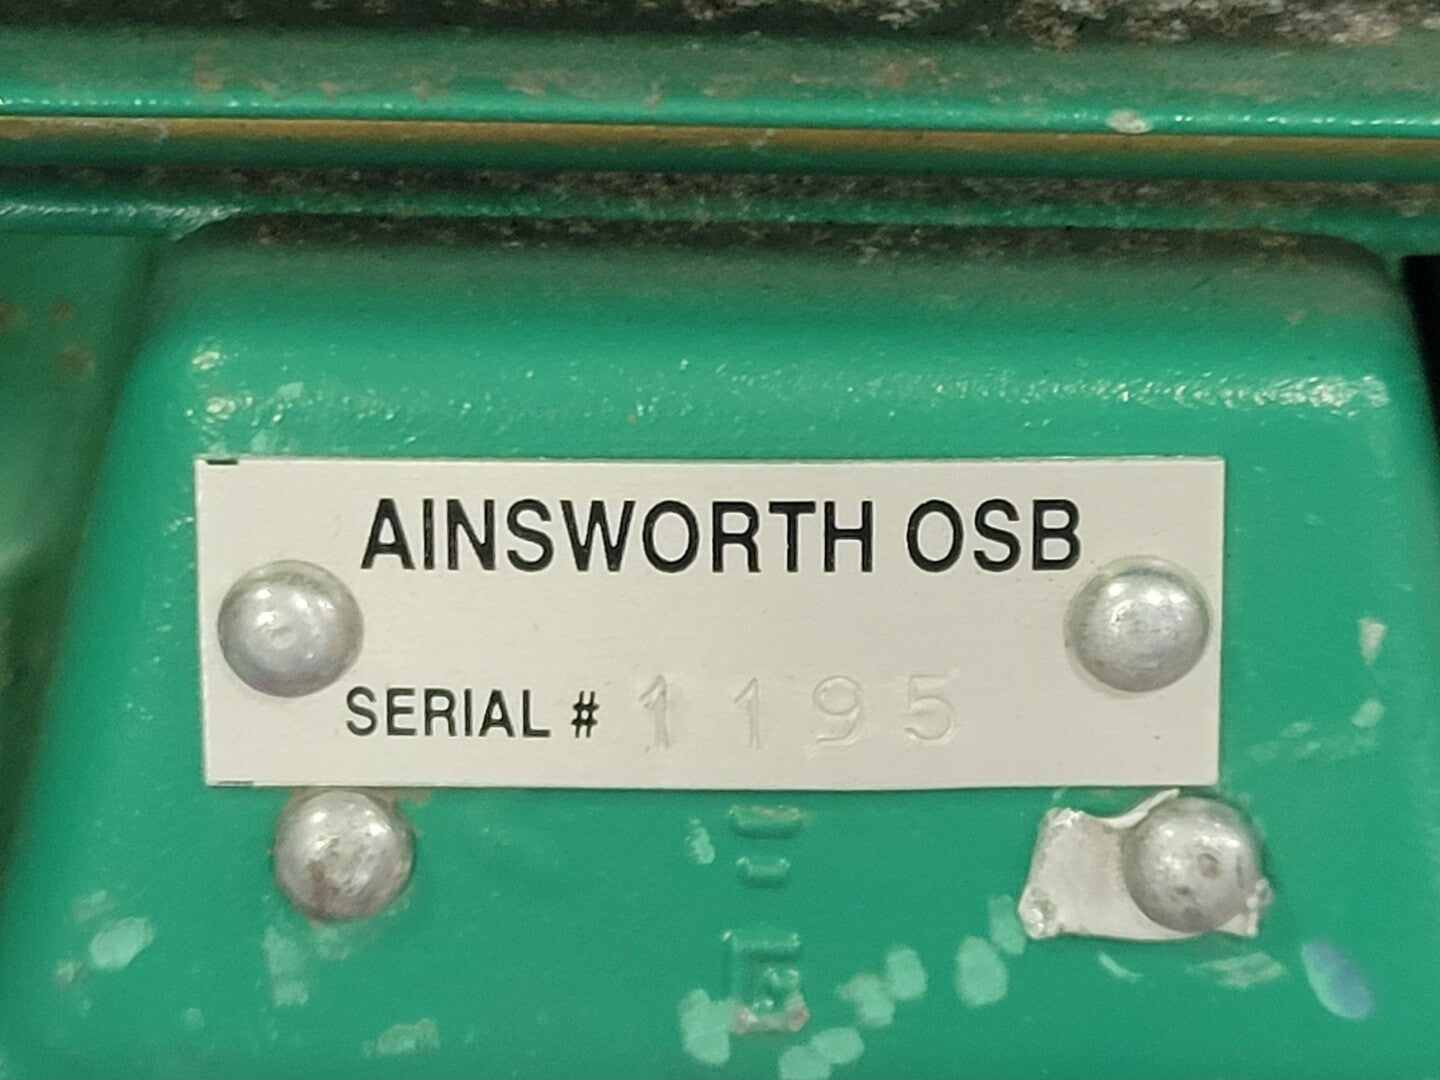 AINSWORTH OSB
SERIAL # 1195